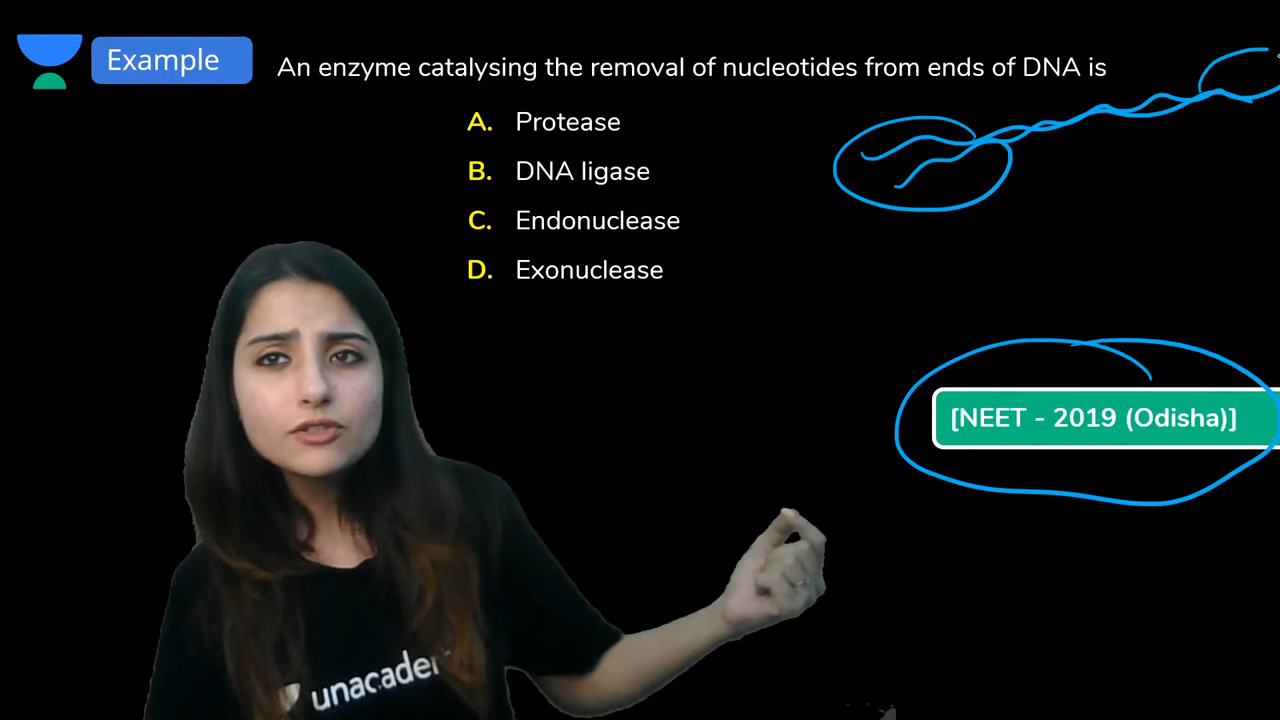 Example
An enzyme catalysing the removal of nucleotides from ends of DNA is
A. Protease
B. DNA ligase
C. Endonuclease
D. Exonuclease
[NEET - 2019 (Odisha)]
unacadem